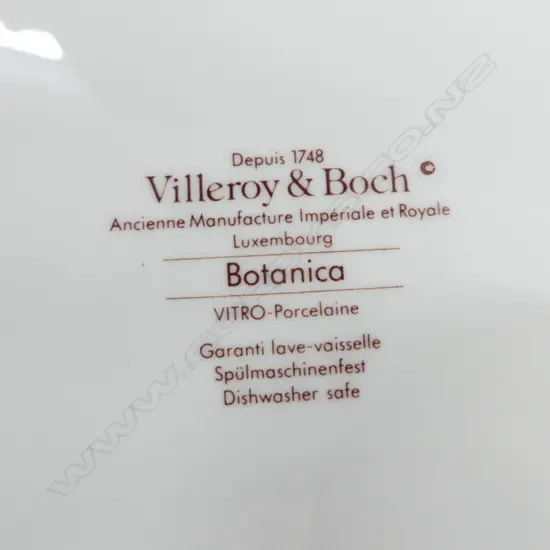 Depuis 1748
Villeroy & Boch ©
Ancienne Manufacture Impériale et Royale
Luxembourg
Botanica
VITRO-Porcelaine
Garanti lave-vaisselle
Spülmaschinenfest
Dishwasher safe